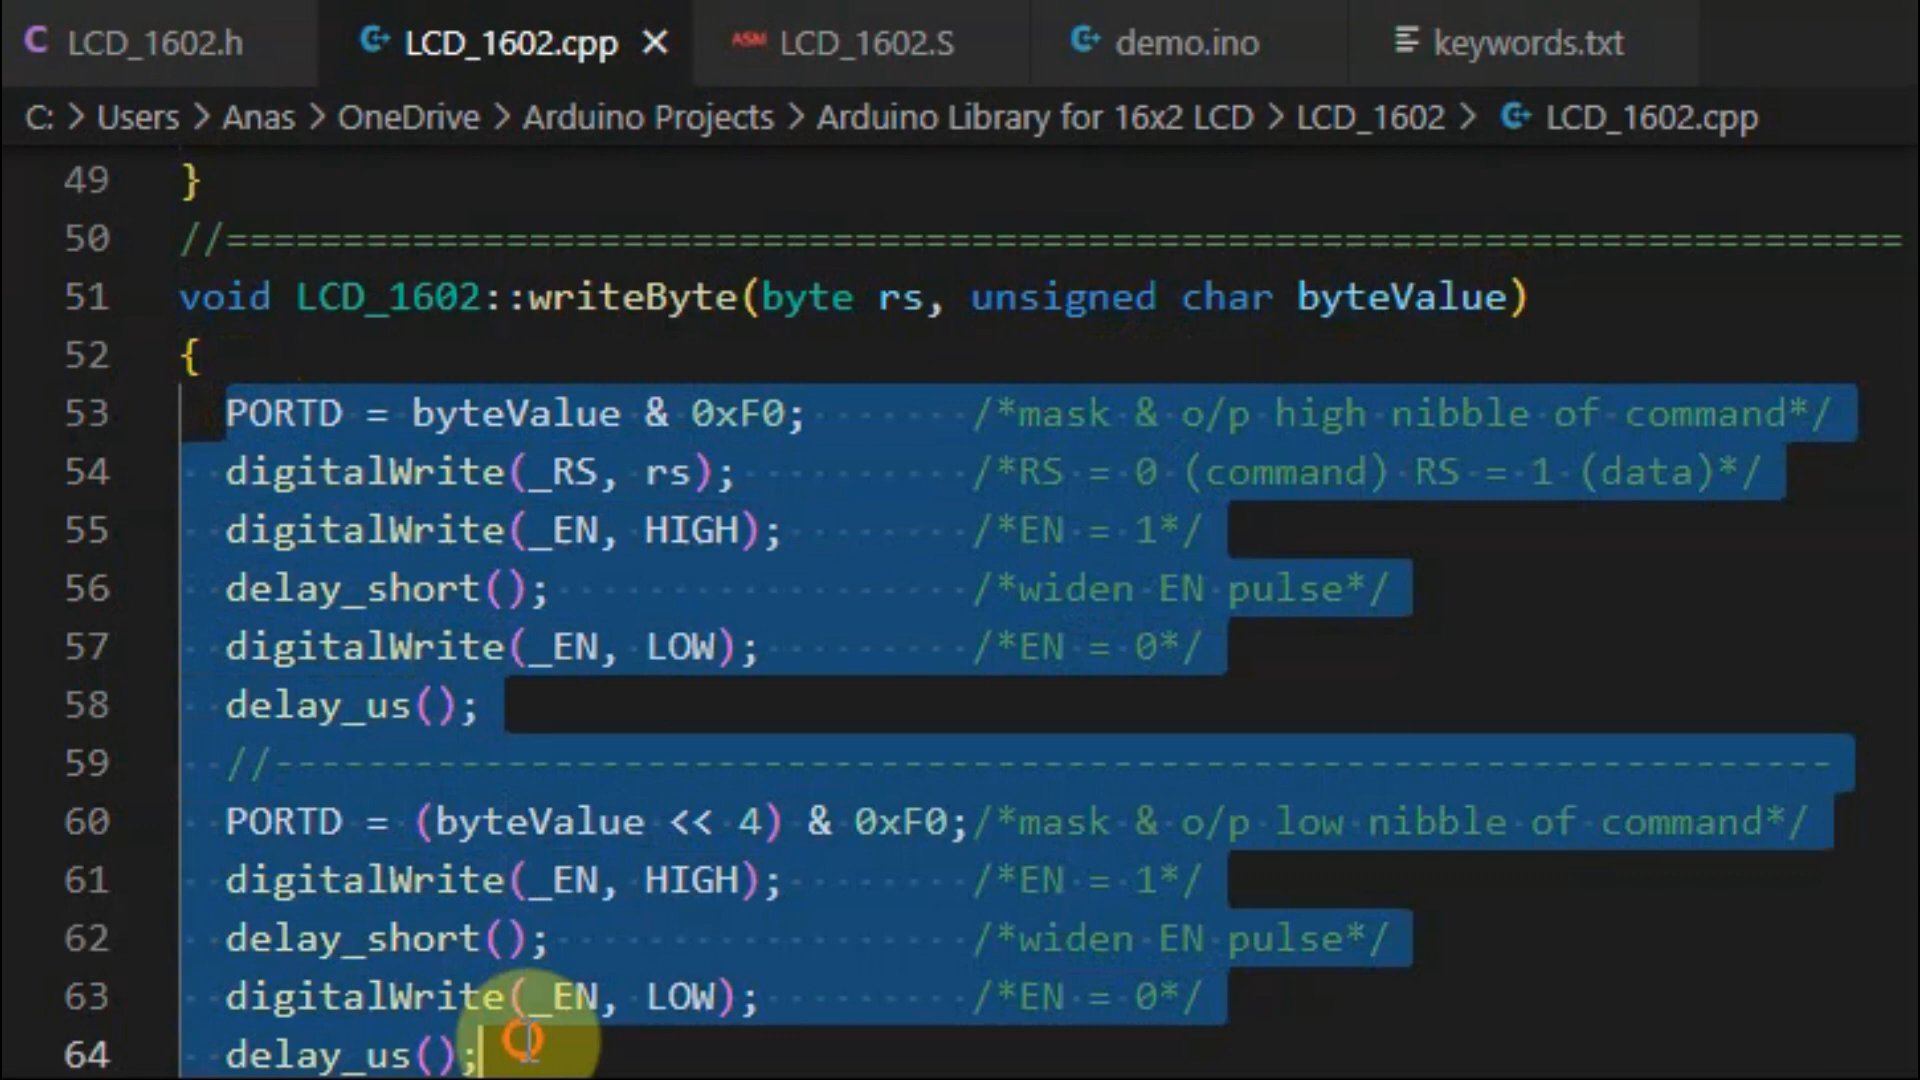 C LCD_1602.h
LCD_1602.cpp
ASM LCD_1602.S
demo.ino
keywords.txt
C: > Users > Anas > OneDrive > Arduino Projects > Arduino Library for 16x2 LCD > LCD_1602 > LCD_1602.cpp
49 }
50 //========================================================================
51 void LCD_1602::writeByte(byte rs, unsigned char byteValue)
52 {
53 PORTD = byteValue & 0xF0; /*mask & o/p high nibble of command*/
54 digitalWrite(_RS, rs); /*RS = 0 (command) RS = 1 (data)*/
55 digitalWrite(_EN, HIGH); /*EN = 1*/
56 delay_short(); /*widen EN pulse*/
57 digitalWrite(_EN, LOW); /*EN = 0*/
58 delay_us();
59 //-------------------------------------------------------------------
60 PORTD = (byteValue << 4) & 0xF0;/*mask & o/p low nibble of command*/
61 digitalWrite(_EN, HIGH); /*EN = 1*/
62 delay_short(); /*widen EN pulse*/
63 digitalWrite(_EN, LOW); /*EN = 0*/
64 delay_us();